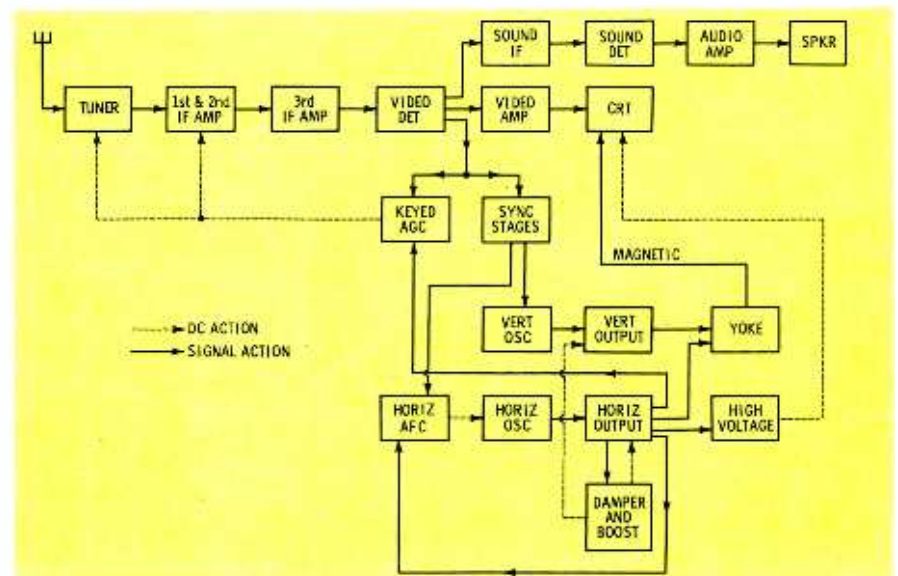 SOUND
IF
SOUND
DET
AUDIO
AMP
SPKR
TUNER
1st & 2nd
IF AMP
3rd
IF AMP
VIDEO
DET
VIDEO
AMP
CRT
KEYED
AGC
SYNC
STAGES
MAGNETIC
DC ACTION
SIGNAL ACTION
VERT
OSC
VERT
OUTPUT
YOKE
HORIZ
AFC
HORIZ
OSC
HORIZ
OUTPUT
HIGH
VOLTAGE
DAMPER
AND
BOOST